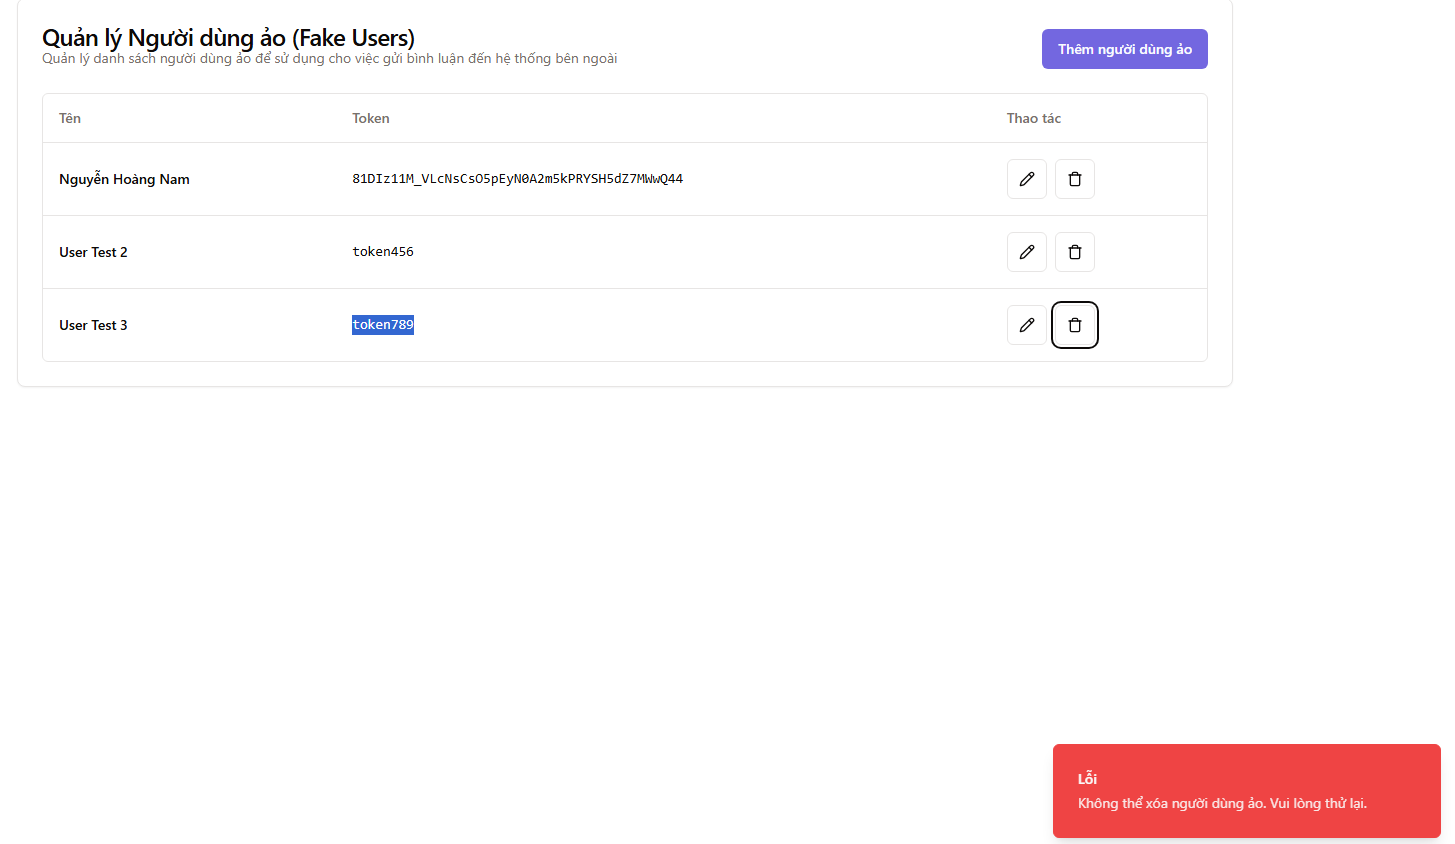 Quản lý Người dùng ảo (Fake Users)
Quản lý danh sách người dùng ảo để sử dụng cho việc gửi bình luận đến hệ thống bên ngoài
Thêm người dùng ảo
Tên Token Thao tác
Nguyễn Hoàng Nam 81DIz11M_VLcNsCsO5pEyN0A2m5kPRYSH5dZ7MWwQ44
User Test 2 token456
User Test 3 token789
Lỗi
Không thể xóa người dùng ảo. Vui lòng thử lại.